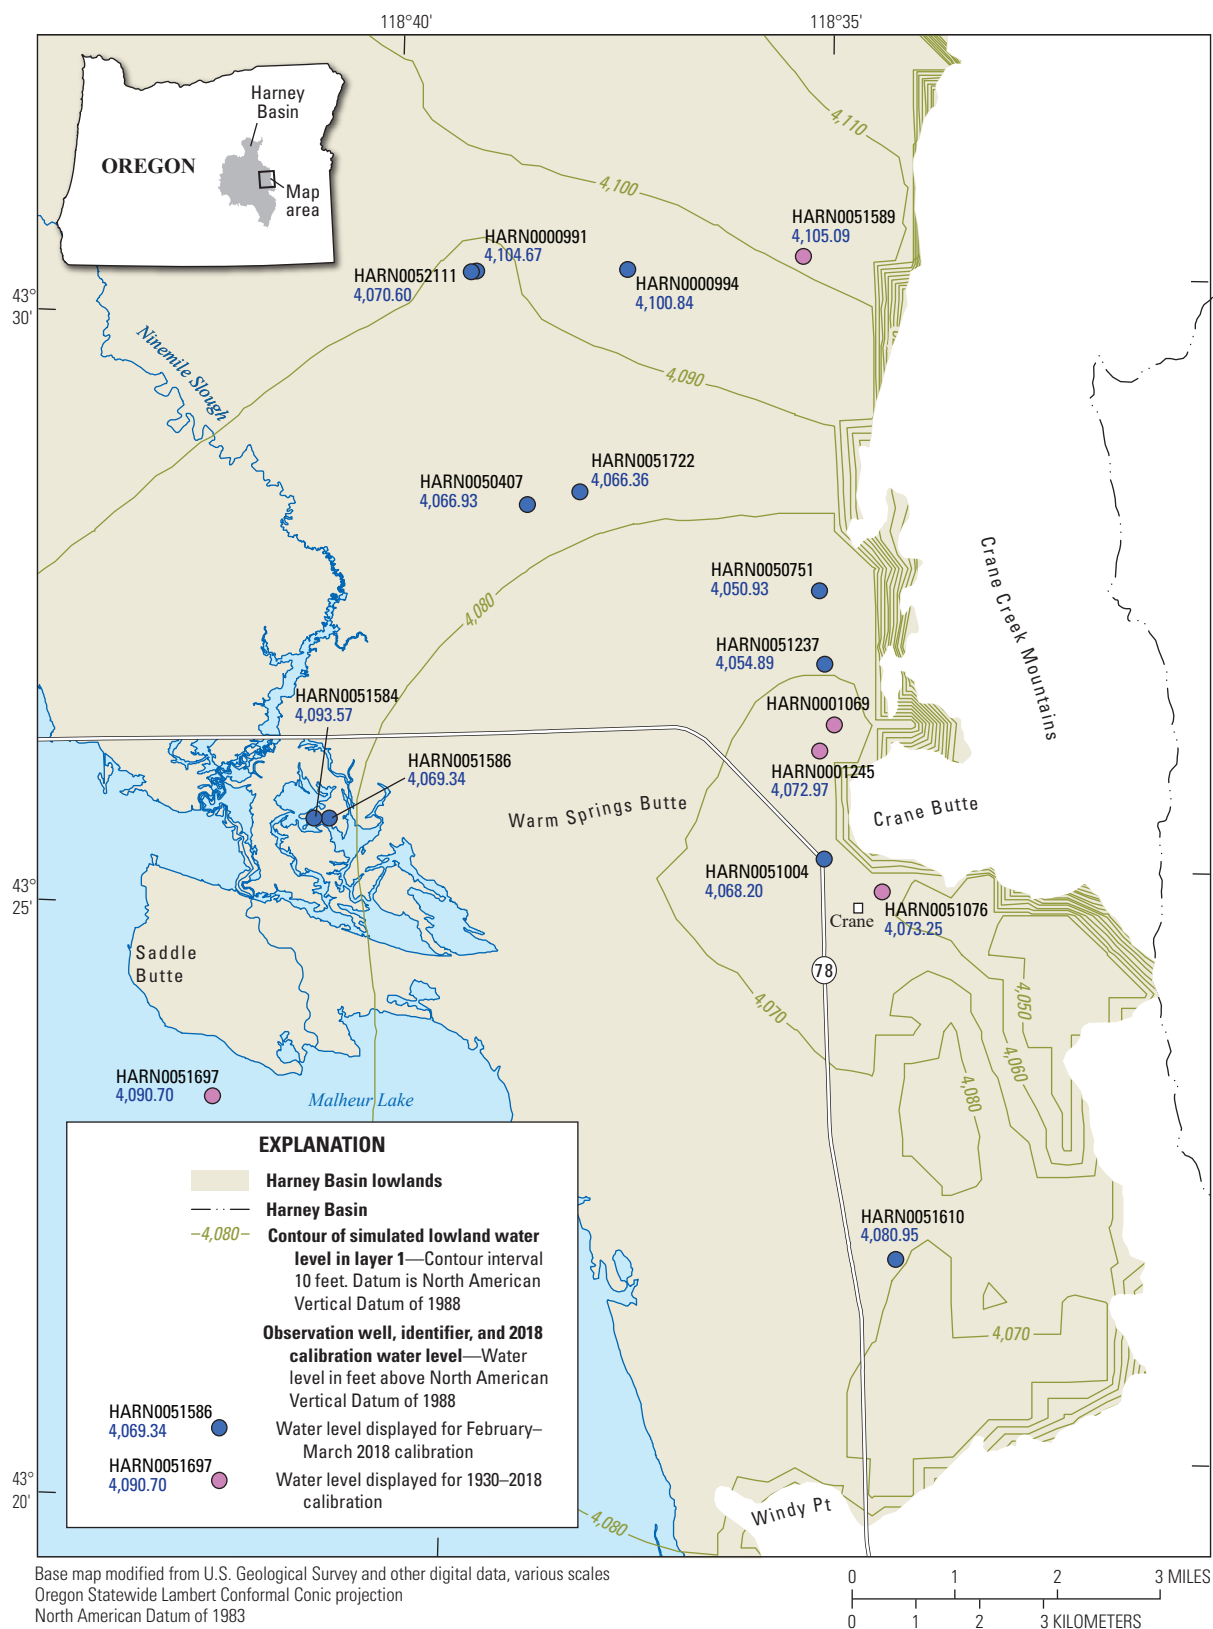 118°40'
118°35'
Harney
Basin
OREGON
Map
area
4,110
4,100
HARN0051589
4,105.09
HARN0000991
4,104.67
HARN0052111
4,070.60
HARN0000994
4,100.84
43°
30'
Ninemile Slough
4,090
HARN0051722
4,066.36
HARN0050407
4,066.93
Crane Creek Mountains
HARN0050751
4,050.93
4,080
HARN0051237
4,054.89
HARN0051584
4,093.57
HARN0001069
HARN0051586
4,069.34
HARN0001245
4,072.97
Warm Springs Butte
Crane Butte
HARN0051004
4,068.20
43°
25'
HARN0051076
4,073.25
Crane
Saddle
Butte
78
4,070
4,050
4,060
4,080
HARN0051697
4,090.70
Malheur Lake
EXPLANATION
Harney Basin lowlands
Harney Basin
–4,080–
Contour of simulated lowland water
level in layer 1—Contour interval
10 feet. Datum is North American
Vertical Datum of 1988
Observation well, identifier, and 2018
calibration water level—Water
level in feet above North American
Vertical Datum of 1988
HARN0051586
4,069.34
Water level displayed for February–
March 2018 calibration
HARN0051697
4,090.70
Water level displayed for 1930–2018
calibration
HARN0051610
4,080.95
4,070
43°
20'
Windy Pt
4,080
Base map modified from U.S. Geological Survey and other digital data, various scales
Oregon Statewide Lambert Conformal Conic projection
North American Datum of 1983
0 1 2 3 MILES
0 1 2 3 KILOMETERS